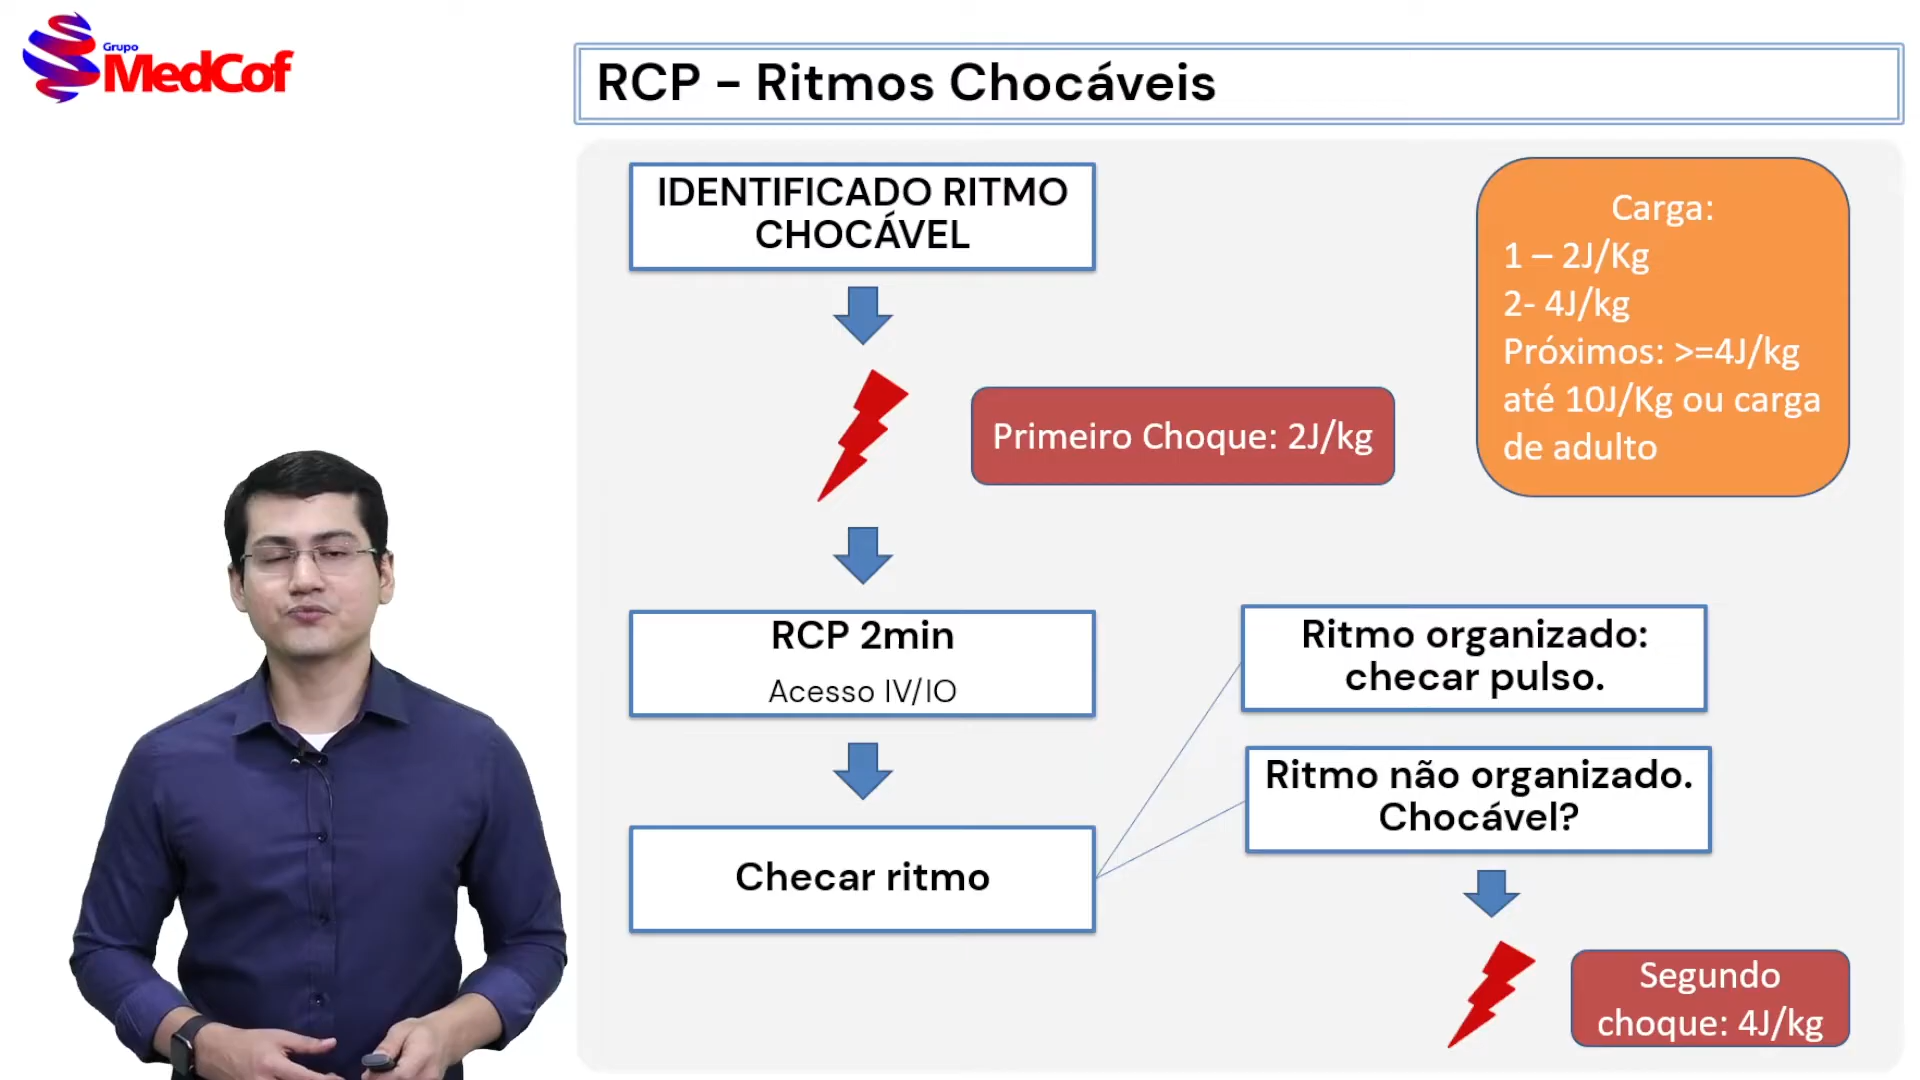 Grupo
MedCof
RCP - Ritmos Chocáveis
IDENTIFICADO RITMO
CHOCÁVEL
Carga:
1 – 2J/Kg
2- 4J/kg
Próximos: >=4J/kg
até 10J/Kg ou carga
de adulto
Primeiro Choque: 2J/kg
RCP 2min
Acesso IV/IO
Ritmo organizado:
checar pulso.
Ritmo não organizado.
Chocável?
Checar ritmo
Segundo
choque: 4J/kg